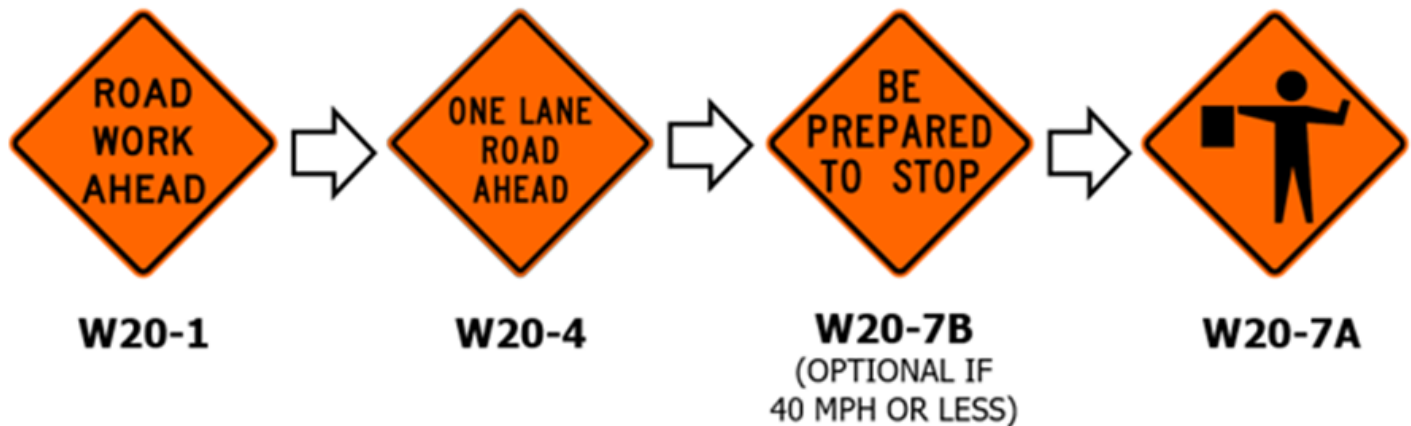 ROAD
WORK
AHEAD
W20-1
ONE LANE
ROAD
AHEAD
W20-4
BE
PREPARED
TO STOP
W20-7B
(OPTIONAL IF
40 MPH OR LESS)
W20-7A